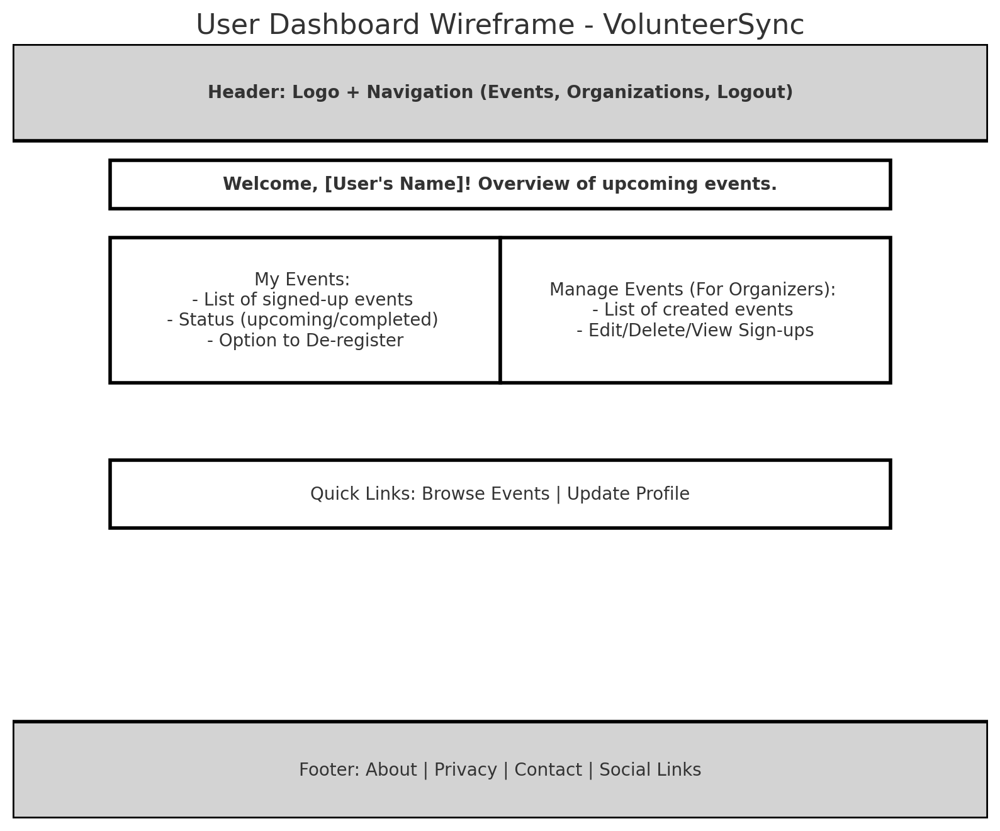 User Dashboard Wireframe - VolunteerSync
Header: Logo + Navigation (Events, Organizations, Logout)
Welcome, [User's Name]! Overview of upcoming events.
My Events:
- List of signed-up events
- Status (upcoming/completed)
- Option to De-register
Manage Events (For Organizers):
- List of created events
- Edit/Delete/View Sign-ups
Quick Links: Browse Events | Update Profile
Footer: About | Privacy | Contact | Social Links